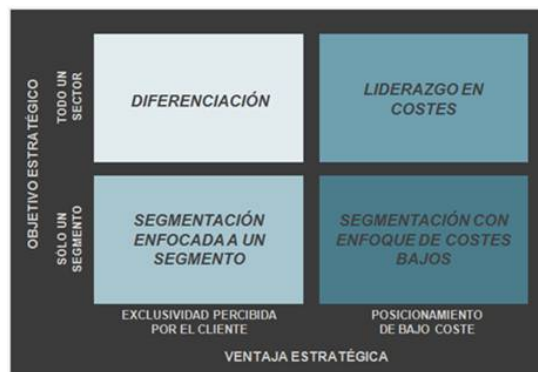 OBJETIVO ESTRATÉGICO
TODO UN
SECTOR
DIFERENCIACIÓN
LIDERAZGO EN
COSTES
SÓLO UN
SEGMENTO
SEGMENTACIÓN
ENFOCADA A UN
SEGMENTO
SEGMENTACIÓN CON
ENFOQUE DE COSTES
BAJOS
EXCLUSIVIDAD PERCIBIDA
POR EL CLIENTE
POSICIONAMIENTO
DE BAJO COSTE
VENTAJA ESTRATÉGICA